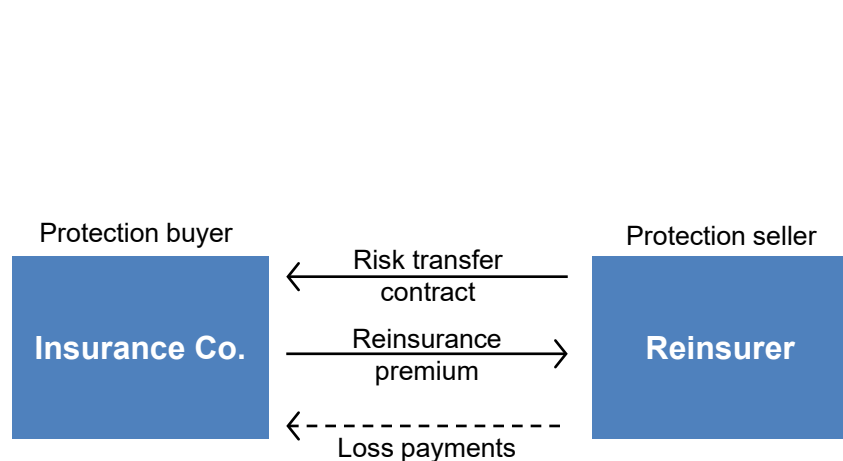 Protection buyer
Protection seller
Risk transfer
contract
Insurance Co.
Reinsurance
premium
Reinsurer
Loss payments